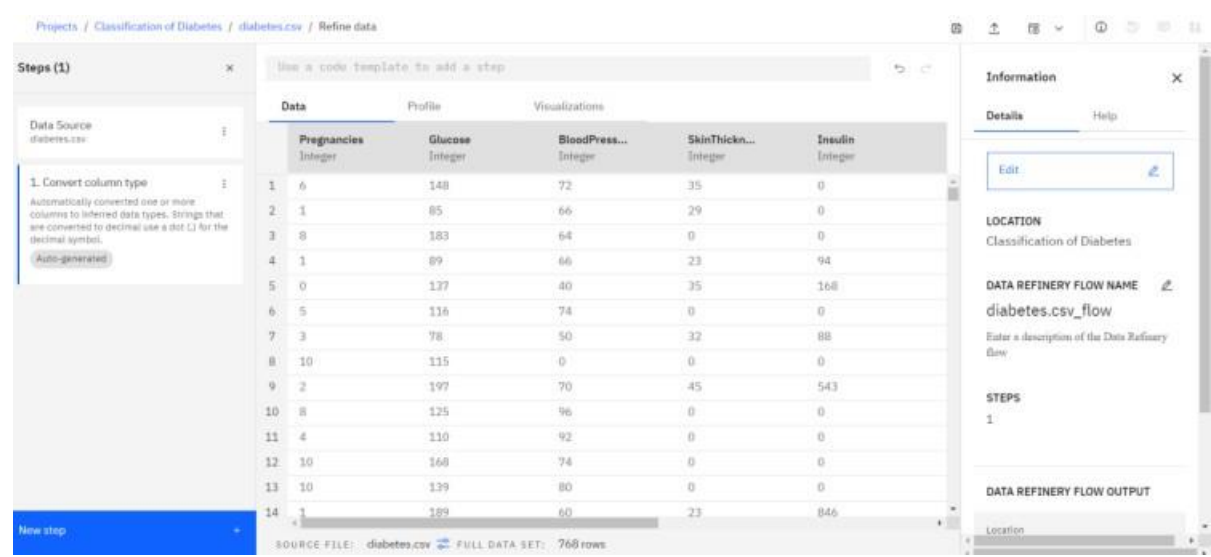 Projects / Classification of Diabetes / diabetes.csv / Refine data
Steps (1)
Data Source
diabetes.csv
1. Convert column type
Automatically converted one or more
columns to inferred data types. Strings that
are converted to decimal use a dot (.) for the
decimal symbol.
Auto-generated
New step +
Use a code template to add a step
Data Profile Visualizations
Pregnancies Glucose BloodPress... SkinThickn... Insulin
Integer Integer Integer Integer Integer
1 6 148 72 35 0
2 1 85 66 29 0
3 8 183 64 0 0
4 1 89 66 23 94
5 0 137 40 35 168
6 5 116 74 0 0
7 3 78 50 32 88
8 10 115 0 0 0
9 2 197 70 45 543
10 8 125 96 0 0
11 4 110 92 0 0
12 10 168 74 0 0
13 10 139 80 0 0
14 1 189 60 23 846
SOURCE FILE: diabetes.csv FULL DATA SET: 768 rows
Information
Details Help
Edit
LOCATION
Classification of Diabetes
DATA REFINERY FLOW NAME
diabetes.csv_flow
Enter a description of the Data Refinery
flow
STEPS
1
DATA REFINERY FLOW OUTPUT
Location